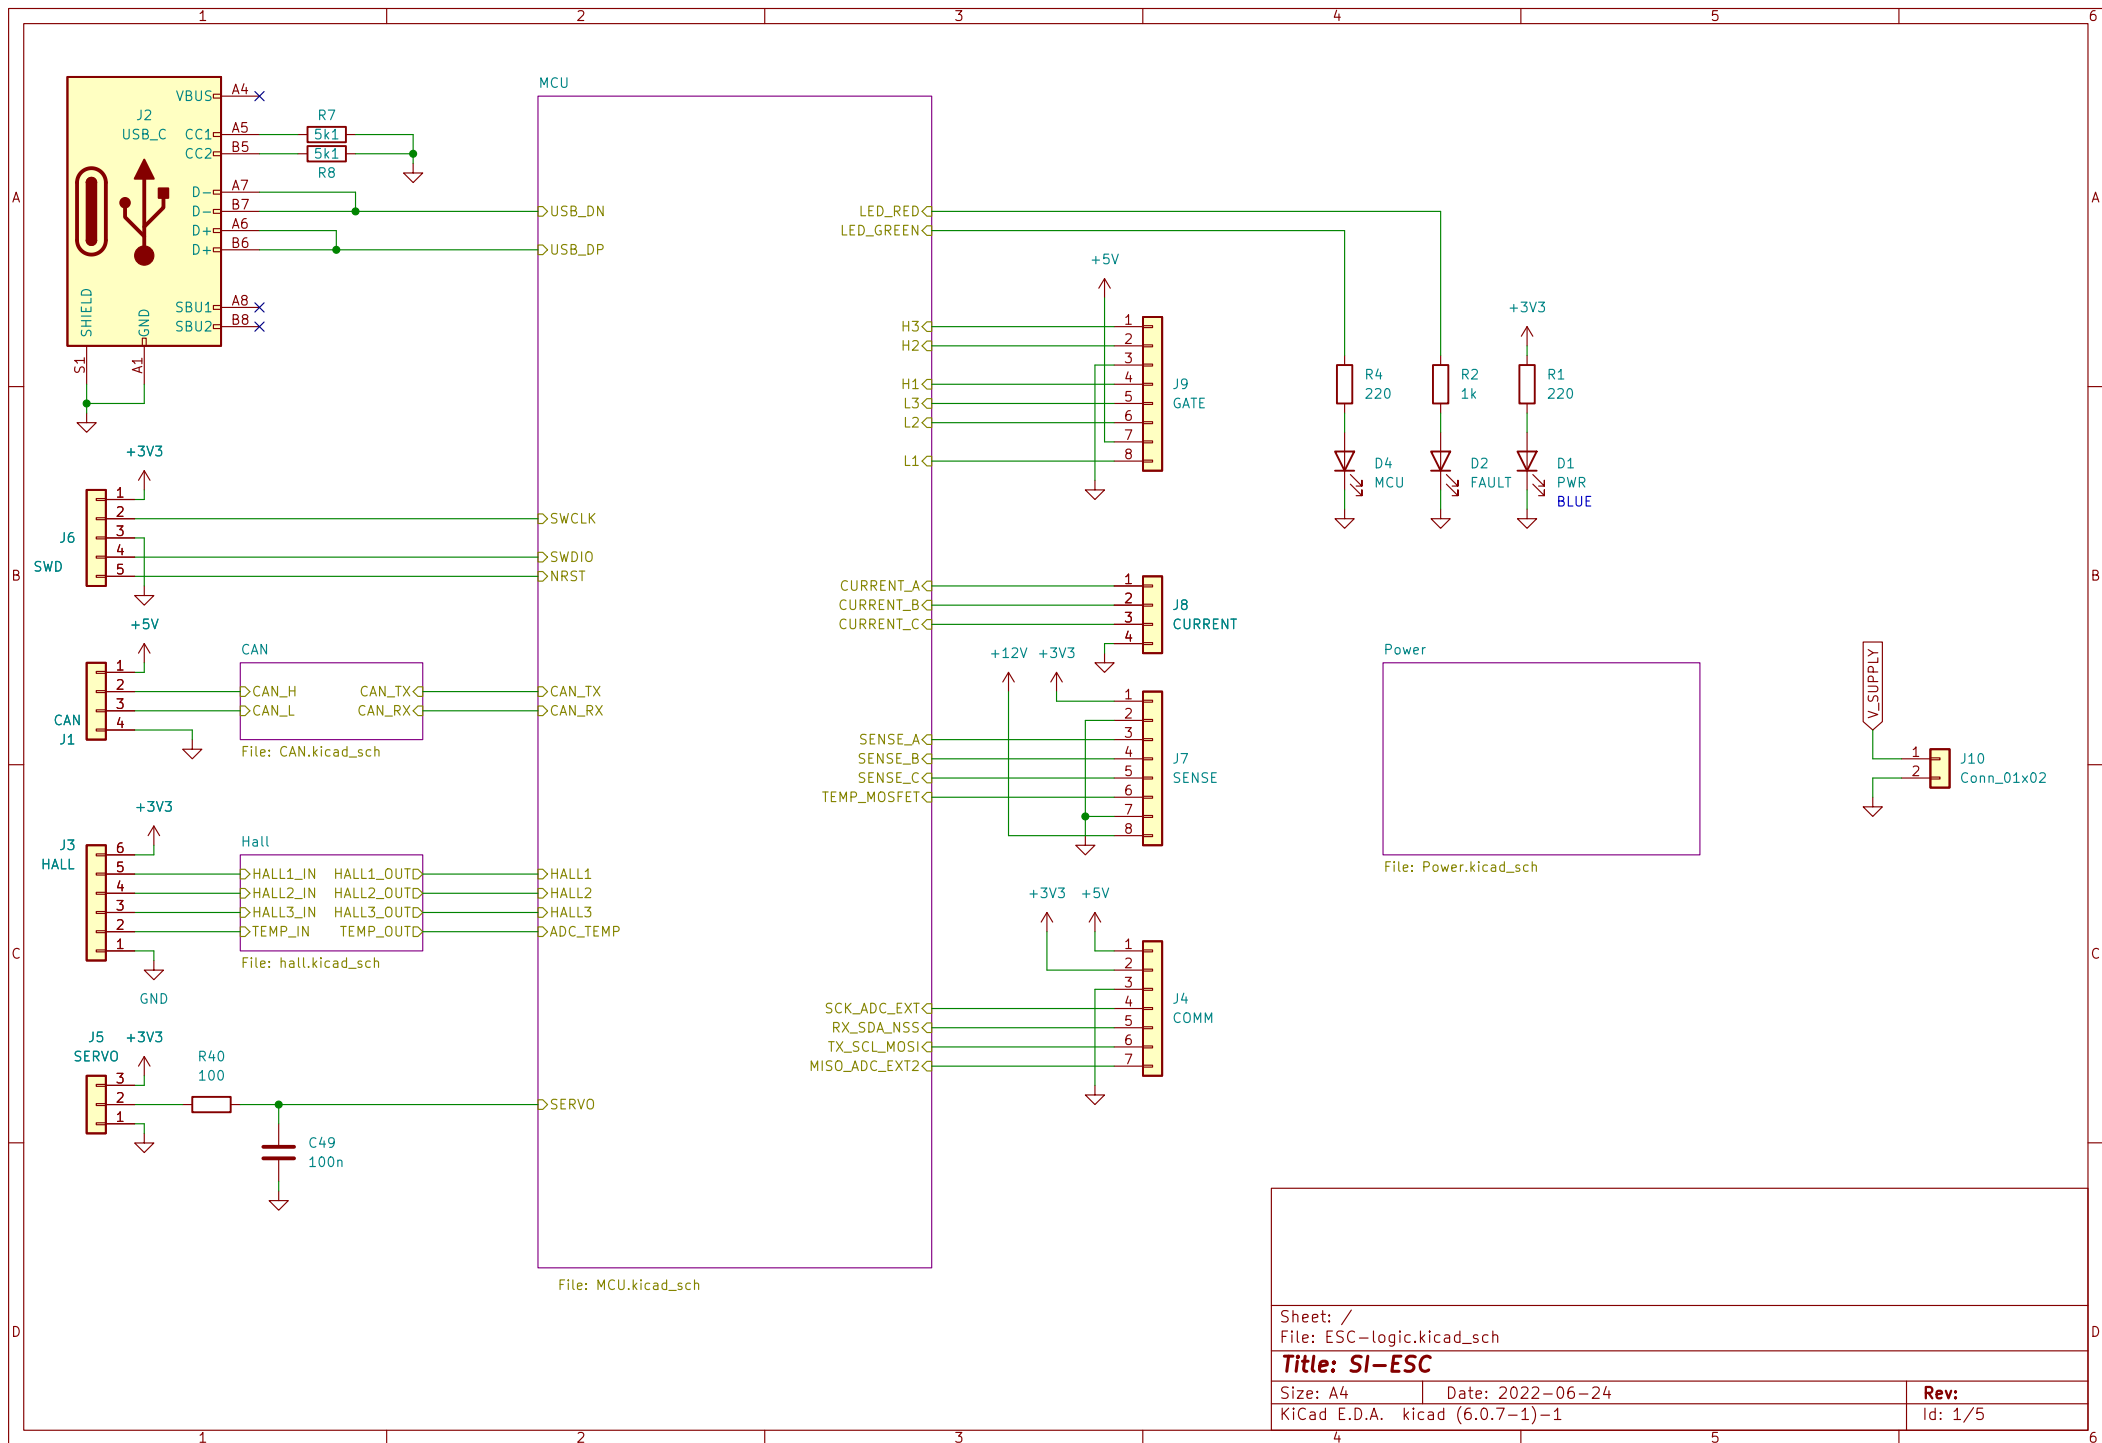 1 2 3 4 5 6
A
B
C
D
A
B
C
D
J2
USB_C
VBUS A4
CC1 A5
CC2 B5
D- A7
D- B7
D+ A6
D+ B6
SBU1 A8
SBU2 B8
SHIELD
GND
S1
A1
R7
5k1
5k1
R8
+3V3
1
2
3
4
5
J6
SWD
+5V
1
2
3
4
CAN
J1
CAN
CAN_H CAN_TX
CAN_L CAN_RX
File: CAN.kicad_sch
+3V3
J3
HALL
6
5
4
3
2
1
GND
Hall
HALL1_IN HALL1_OUT
HALL2_IN HALL2_OUT
HALL3_IN HALL3_OUT
TEMP_IN TEMP_OUT
File: hall.kicad_sch
J5 +3V3
SERVO
3
2
1
R40
100
C49
100n
MCU
USB_DN
USB_DP
SWCLK
SWDIO
NRST
CAN_TX
CAN_RX
HALL1
HALL2
HALL3
ADC_TEMP
SERVO
LED_RED
LED_GREEN
H3
H2
H1
L3
L2
L1
CURRENT_A
CURRENT_B
CURRENT_C
SENSE_A
SENSE_B
SENSE_C
TEMP_MOSFET
SCK_ADC_EXT
RX_SDA_NSS
TX_SCL_MOSI
MISO_ADC_EXT2
File: MCU.kicad_sch
+5V
1
2
3
4
5
6
7
8
J9
GATE
1
2
3
4
J8
CURRENT
+12V +3V3
1
2
3
4
5
6
7
8
J7
SENSE
+3V3 +5V
1
2
3
4
5
6
7
J4
COMM
R4
220
D4
MCU
R2
1k
D2
FAULT
+3V3
R1
220
D1
PWR
BLUE
Power
File: Power.kicad_sch
V_SUPPLY
1
2
J10
Conn_01x02
Sheet: /
File: ESC-logic.kicad_sch
Title: SI-ESC
Size: A4 Date: 2022-06-24 Rev:
KiCad E.D.A. kicad (6.0.7-1)-1 Id: 1/5
1 2 3 4 5 6